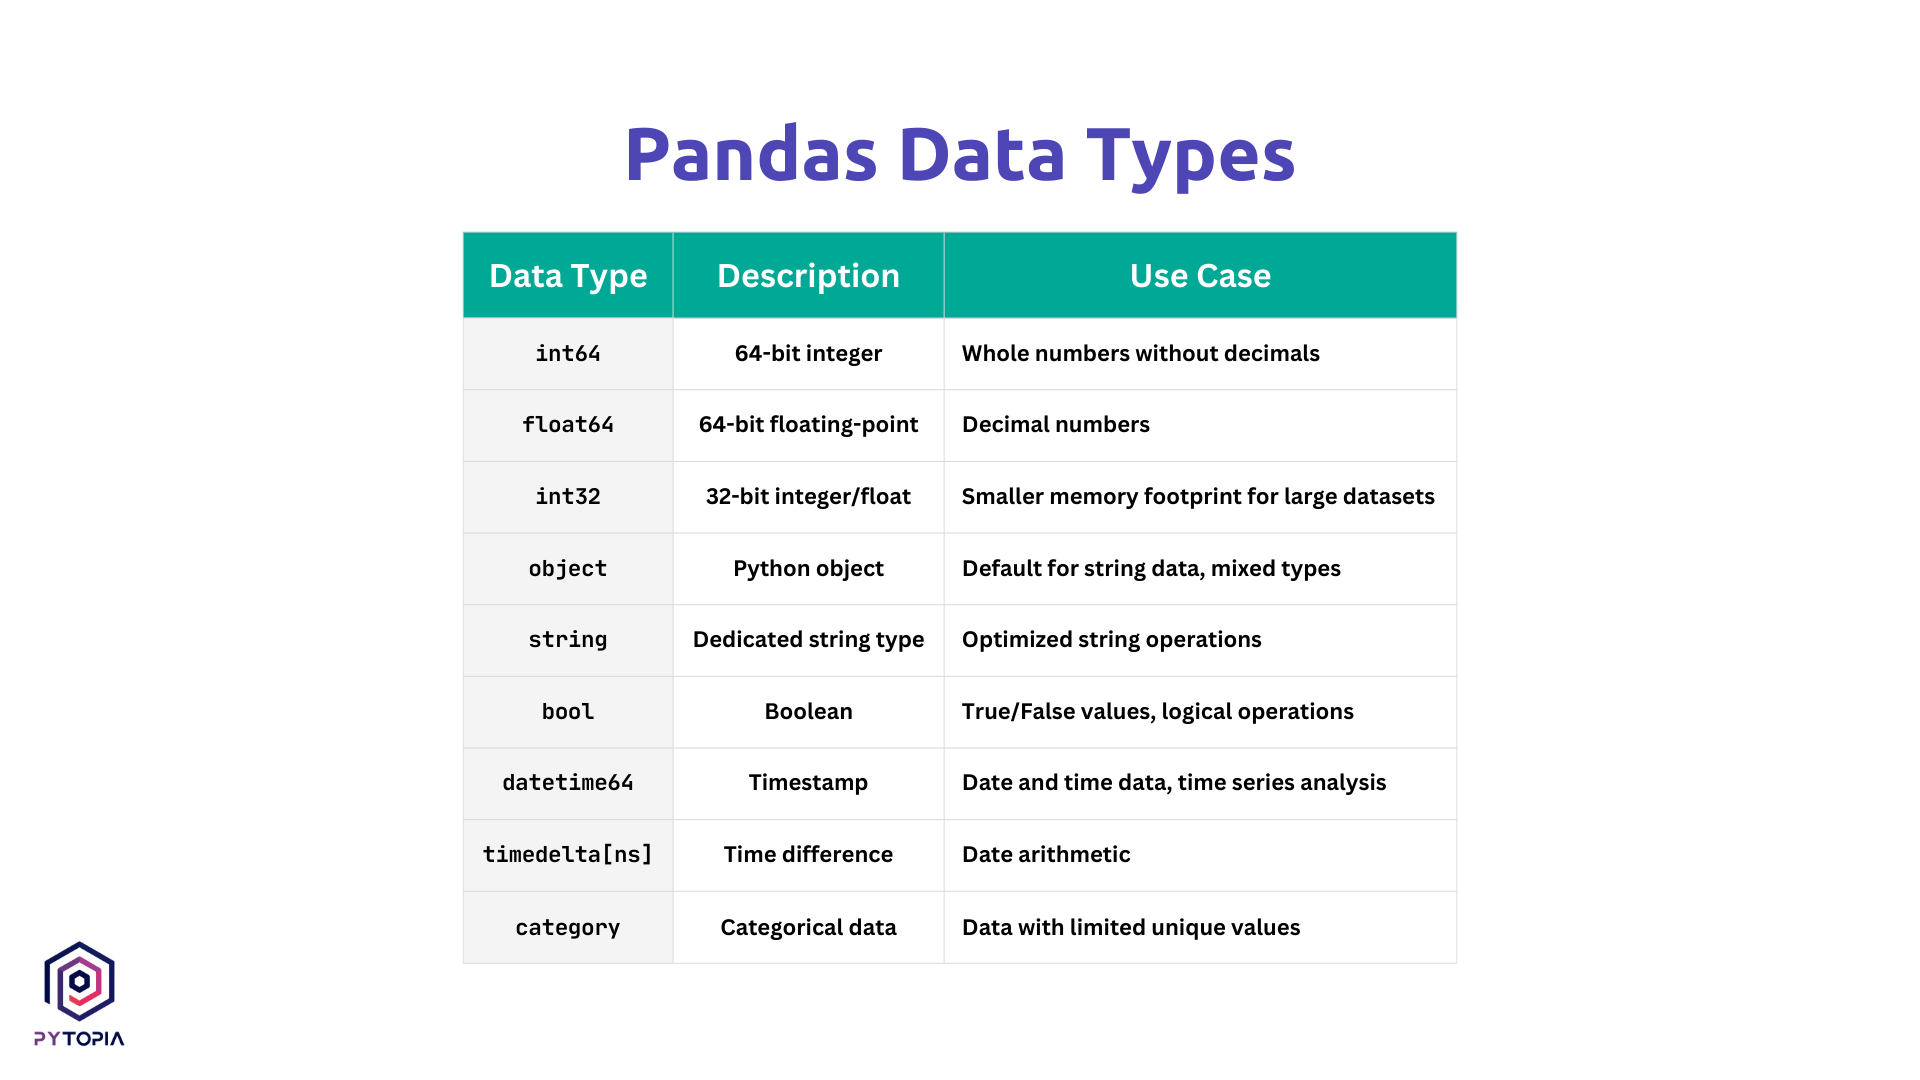 Pandas Data Types
Data Type Description Use Case
int64 64-bit integer Whole numbers without decimals
float64 64-bit floating-point Decimal numbers
int32 32-bit integer/float Smaller memory footprint for large datasets
object Python object Default for string data, mixed types
string Dedicated string type Optimized string operations
bool Boolean True/False values, logical operations
datetime64 Timestamp Date and time data, time series analysis
timedelta[ns] Time difference Date arithmetic
category Categorical data Data with limited unique values
PYTOPIA